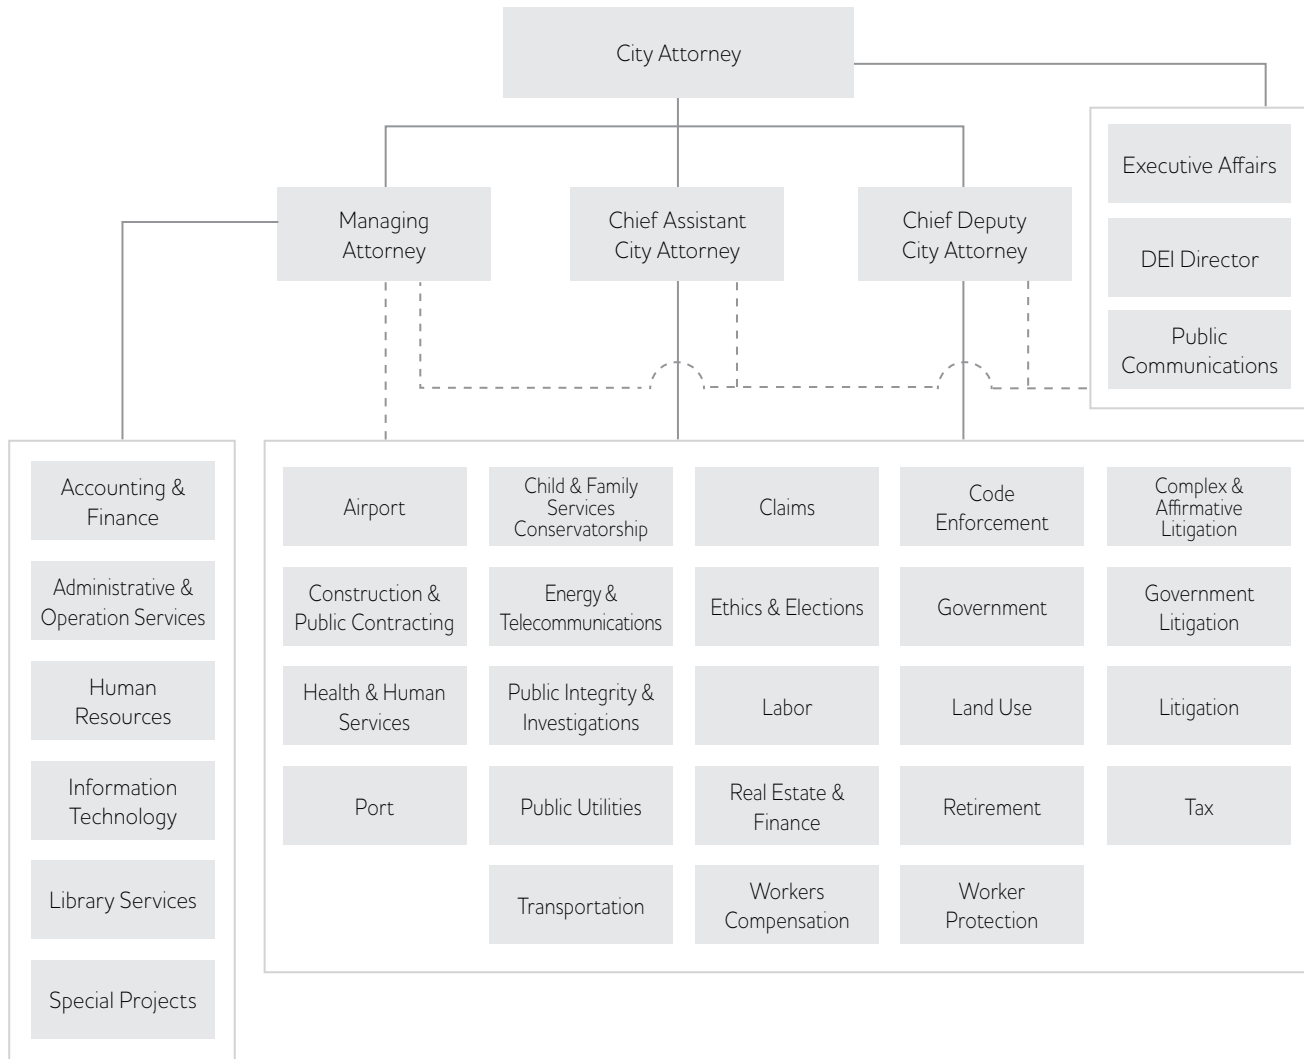 City Attorney
Executive Affairs
DEI Director
Public
Communications
Managing
Attorney
Chief Assistant
City Attorney
Chief Deputy
City Attorney
Accounting &
Finance
Administrative &
Operation Services
Human
Resources
Information
Technology
Library Services
Special Projects
Airport
Child & Family
Services
Conservatorship
Claims
Code
Enforcement
Complex &
Affirmative
Litigation
Construction &
Public Contracting
Energy &
Telecommunications
Ethics & Elections
Government
Government
Litigation
Health & Human
Services
Public Integrity &
Investigations
Labor
Land Use
Litigation
Port
Public Utilities
Real Estate &
Finance
Retirement
Tax
Transportation
Workers
Compensation
Worker
Protection